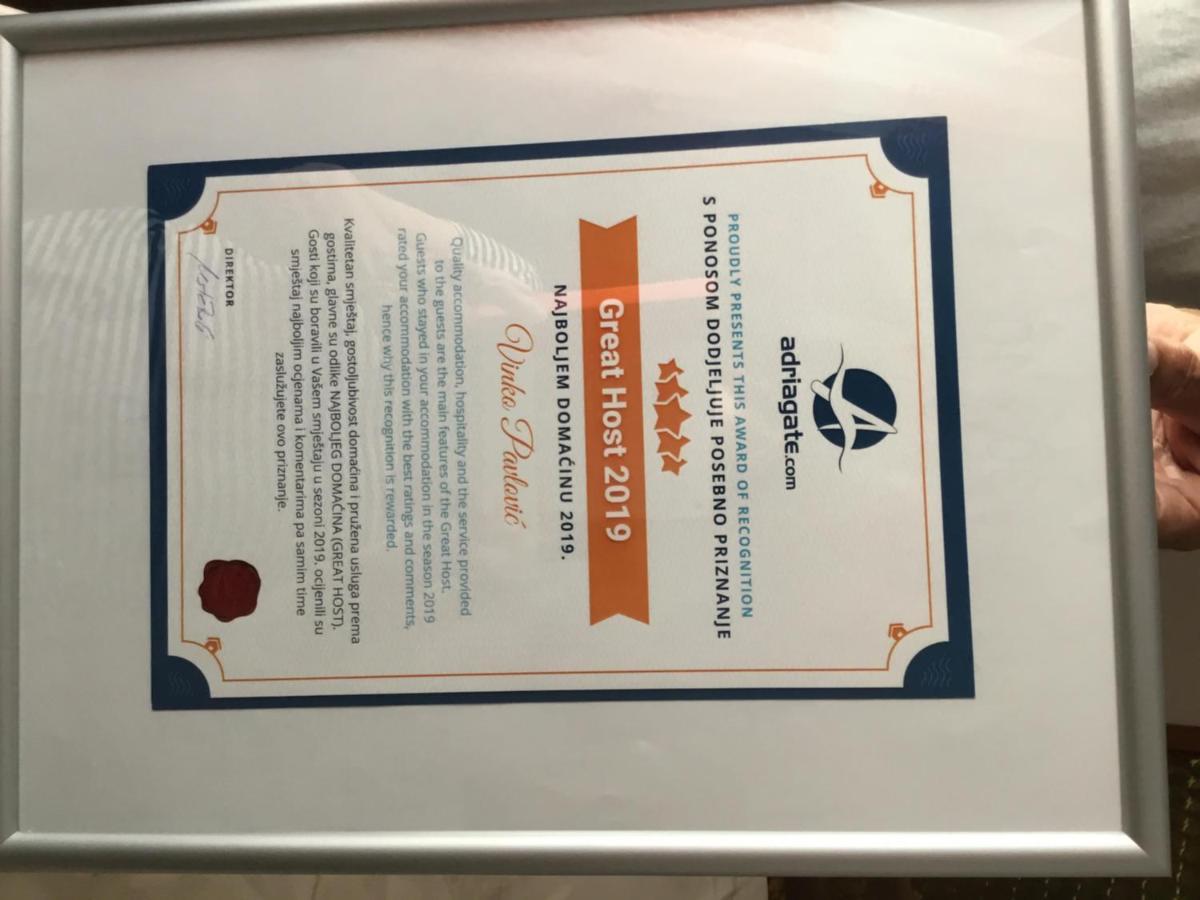 adriagate.com
PROUDLY PRESENTS THIS AWARD OF RECOGNITION
S PONOSOM DODJELJUJE POSEBNO PRIZNANJE
Great Host 2019
NAJBOLJEM DOMAĆINU 2019.
Vinko Pavlović
Quality accommodation, hospitality and the service provided
to the guests are the main features of the Great Host.
Guests who stayed in your accommodation in the season 2019
rated your accommodation with the best ratings and comments,
hence why this recognition is rewarded.
Kvalitetan smještaj, gostoljubivost domaćina i pružena usluga prema
gostima, glavne su odlike NAJBOLJEG DOMAĆINA (GREAT HOST).
Gosti koji su boravili u Vašem smještaju u sezoni 2019. ocijenili su
smještaj najboljim ocjenama i komentarima pa samim time
zaslužujete ovo priznanje.
DIREKTOR